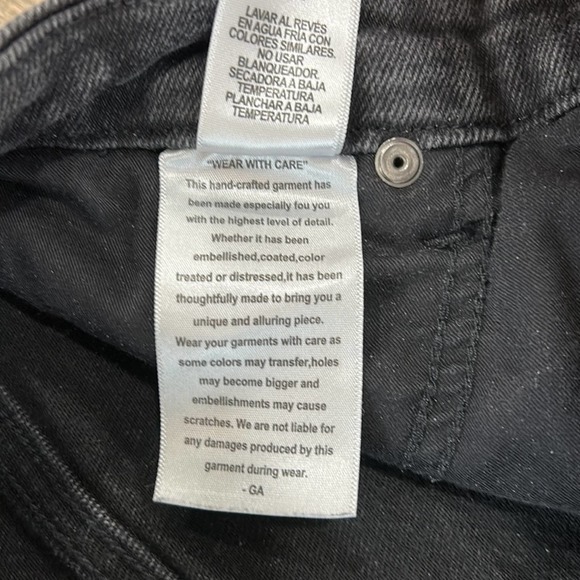 LAVAR AL REVÉS
EN AGUA FRIA CON
COLORES SIMILARES.
NO USAR
BLANQUEADOR.
SECADORA A BAJA
TEMPERATURA
PLANCHAR A BAJA
TEMPERATURA
"WEAR WITH CARE"
This hand-crafted garment has
been made especially fou you
with the highest level of detail.
Whether it has been
embellished,coated,color
treated or distressed,it has been
thoughtfully made to bring you a
unique and alluring piece.
Wear your garments with care as
some colors may transfer,holes
may become bigger and
embellishments may cause
scratches. We are not liable for
any damages produced by this
garment during wear.
- GA